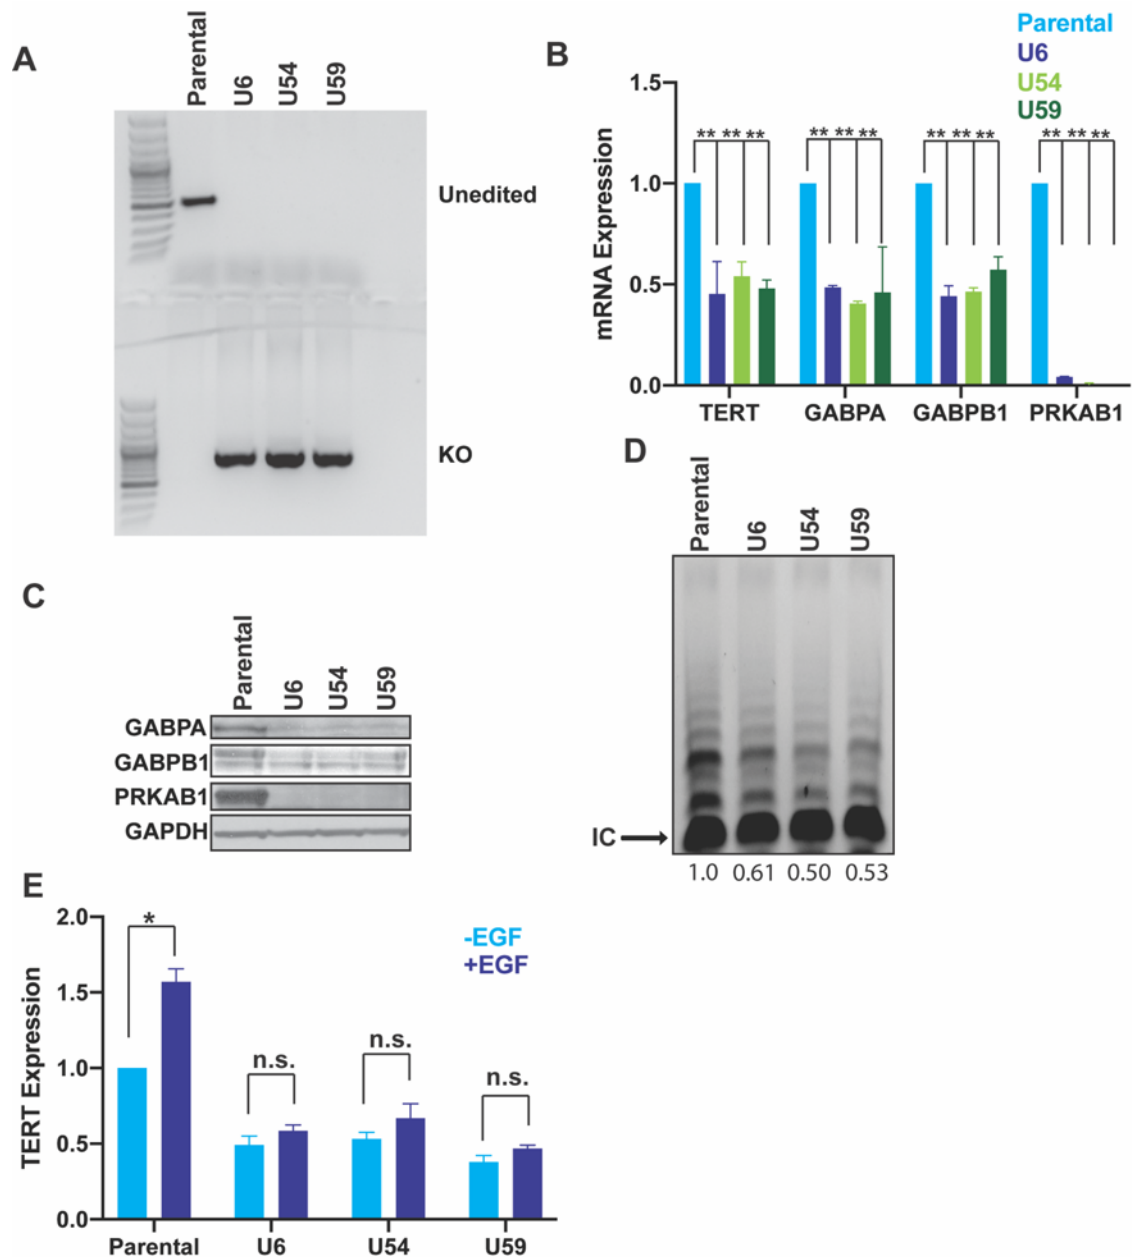 A
Parental
U6
U54
U59
Unedited
KO
B
Parental
U6
U54
U59
mRNA Expression
1.5
1.0
0.5
0.0
** ** **
** ** **
** ** **
** ** **
TERT
GABPA
GABPB1
PRKAB1
C
Parental
U6
U54
U59
GABPA
GABPB1
PRKAB1
GAPDH
D
Parental
U6
U54
U59
IC
1.0 0.61 0.50 0.53
E
TERT Expression
2.0
1.5
1.0
0.5
0.0
*
n.s.
n.s.
n.s.
-EGF
+EGF
Parental
U6
U54
U59